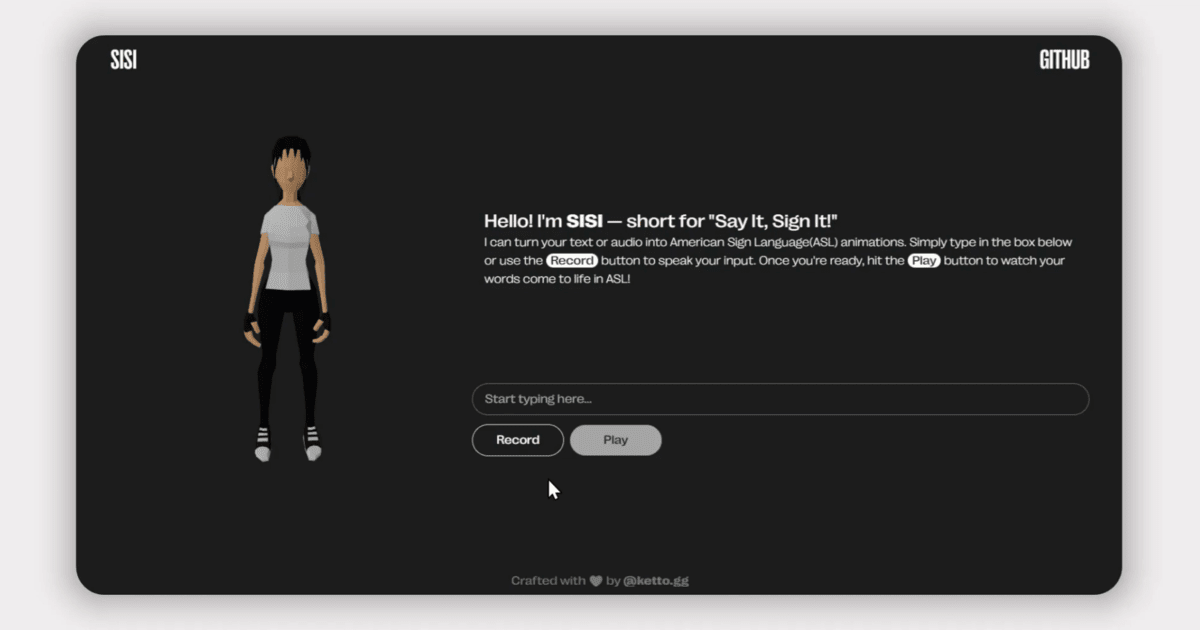 SISI
GITHUB
Hello! I'm SISI — short for "Say It, Sign It!"
I can turn your text or audio into American Sign Language(ASL) animations. Simply type in the box below
or use the Record button to speak your input. Once you're ready, hit the Play button to watch your
words come to life in ASL!
Start typing here...
Record
Play
Crafted with 🖤 by @ketto.gg